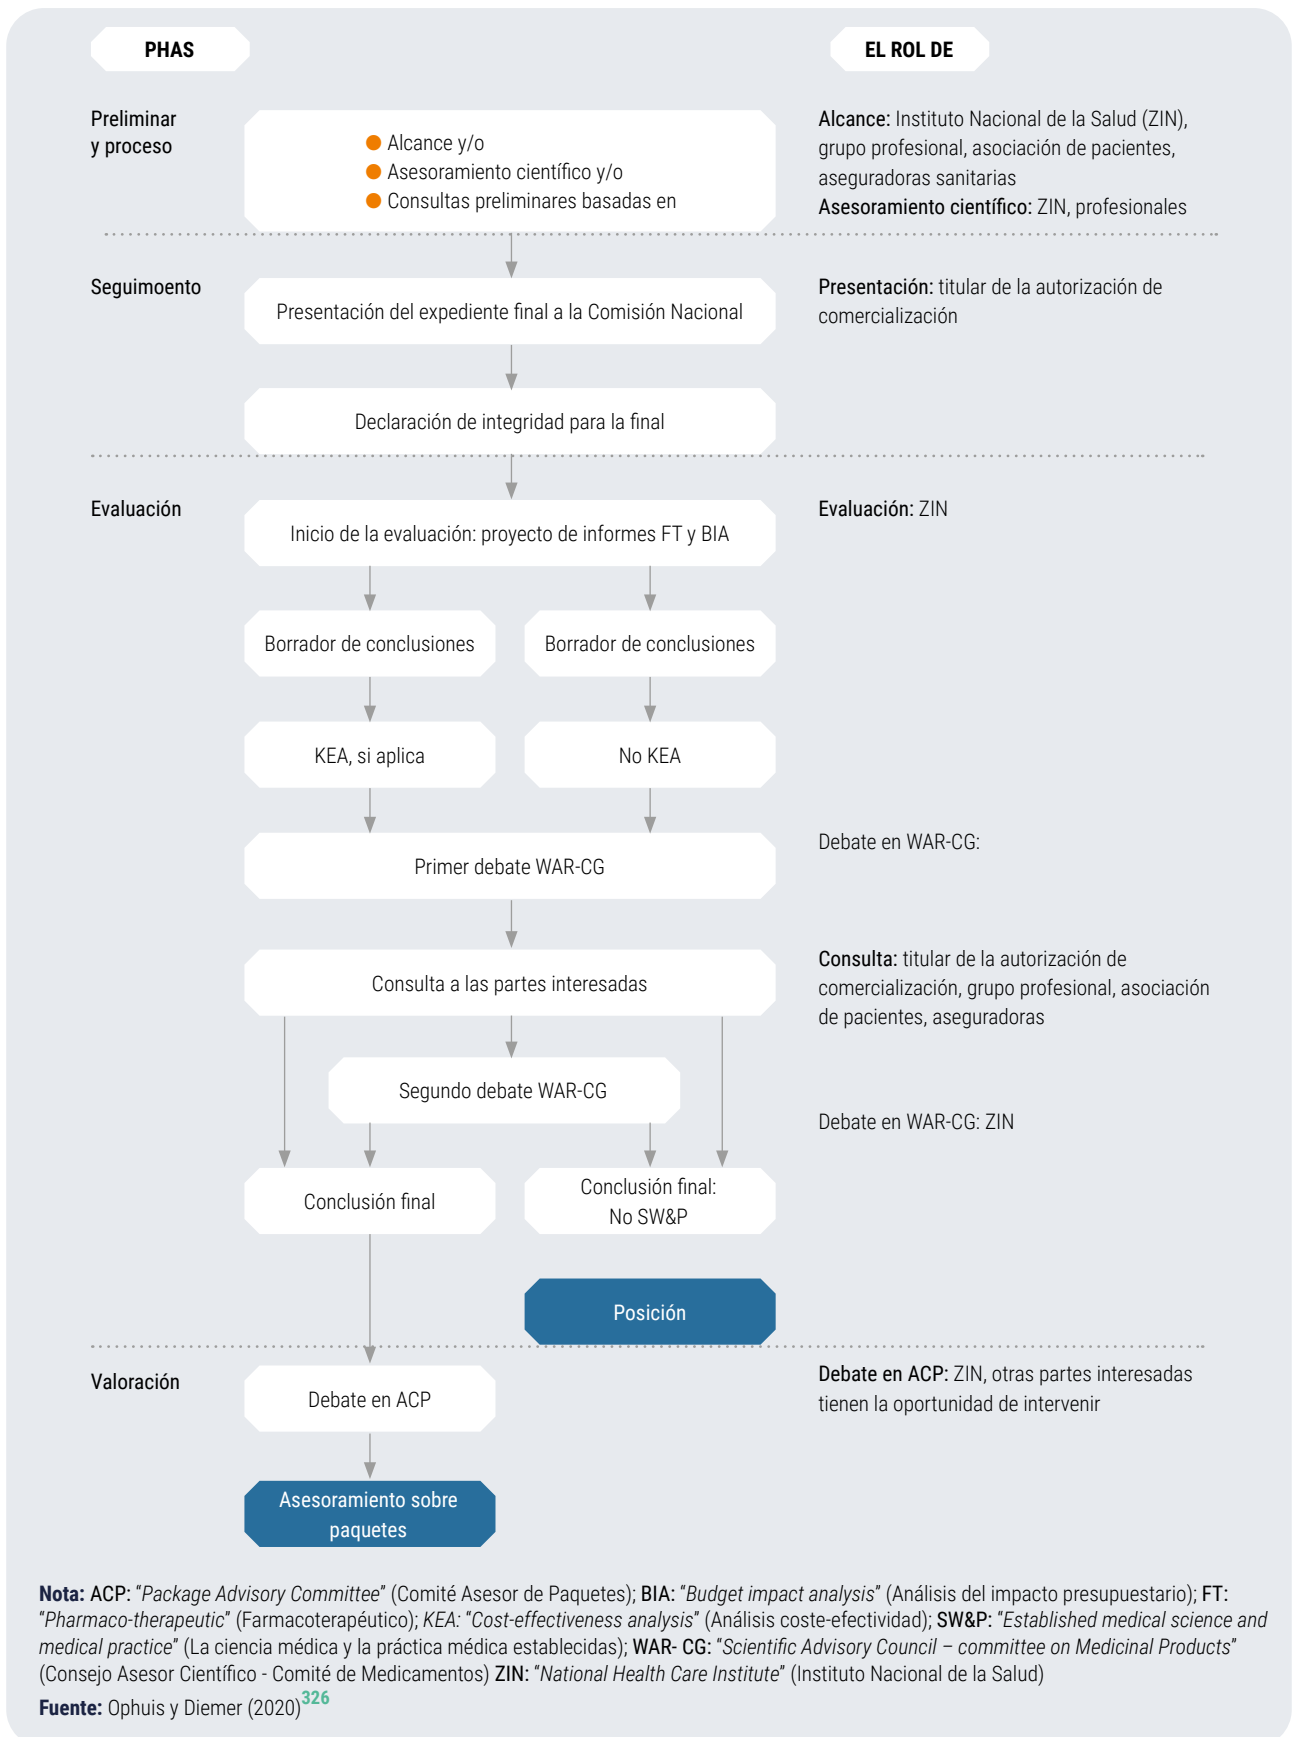 PHAS
EL ROL DE
Preliminar
y proceso
● Alcance y/o
● Asesoramiento científico y/o
● Consultas preliminares basadas en
Alcance: Instituto Nacional de la Salud (ZIN),
grupo profesional, asociación de pacientes,
aseguradoras sanitarias
Asesoramiento científico: ZIN, profesionales
Seguimoento
Presentación del expediente final a la Comisión Nacional
Presentación: titular de la autorización de
comercialización
Declaración de integridad para la final
Evaluación
Inicio de la evaluación: proyecto de informes FT y BIA
Evaluación: ZIN
Borrador de conclusiones
Borrador de conclusiones
KEA, si aplica
No KEA
Primer debate WAR-CG
Debate en WAR-CG:
Consulta a las partes interesadas
Consulta: titular de la autorización de
comercialización, grupo profesional, asociación
de pacientes, aseguradoras
Segundo debate WAR-CG
Debate en WAR-CG: ZIN
Conclusión final
Conclusión final:
No SW&P
Posición
Valoración
Debate en ACP
Debate en ACP: ZIN, otras partes interesadas
tienen la oportunidad de intervenir
Asesoramiento sobre
paquetes
Nota: ACP: “Package Advisory Committee” (Comité Asesor de Paquetes); BIA: “Budget impact analysis” (Análisis del impacto presupuestario); FT:
“Pharmaco-therapeutic” (Farmacoterapéutico); KEA: “Cost-effectiveness analysis” (Análisis coste-efectividad); SW&P: “Established medical science and
medical practice” (La ciencia médica y la práctica médica establecidas); WAR- CG: “Scientific Advisory Council – committee on Medicinal Products”
(Consejo Asesor Científico - Comité de Medicamentos) ZIN: “National Health Care Institute” (Instituto Nacional de la Salud)
Fuente: Ophuis y Diemer (2020)326